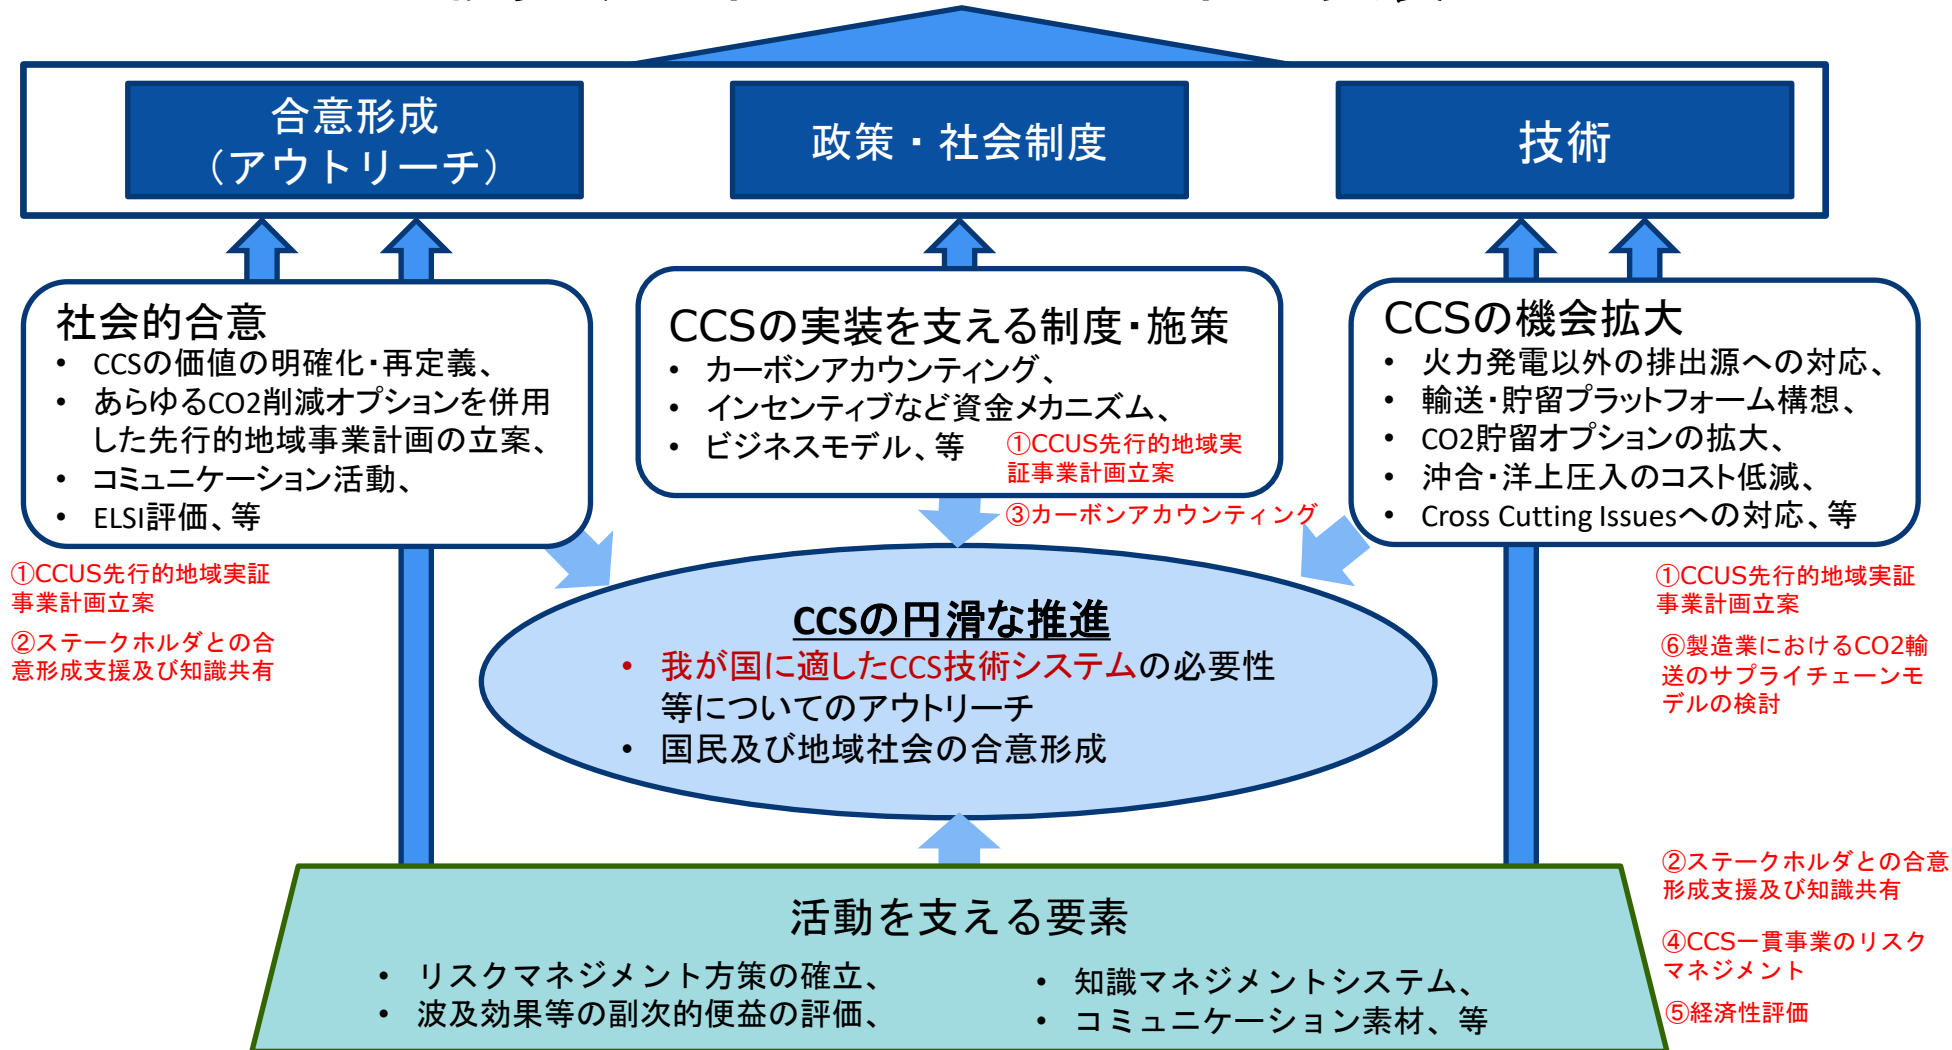 合意形成
（アウトリーチ）
政策・社会制度
技術
社会的合意
• CCSの価値の明確化・再定義、
• あらゆるCO2削減オプションを併用
した先行的地域事業計画の立案、
• コミュニケーション活動、
• ELSI評価、等
①CCUS先行的地域実証
事業計画立案
②ステークホルダとの合
意形成支援及び知識共有
CCSの実装を支える制度・施策
• カーボンアカウンティング、
• インセンティブなど資金メカニズム、
• ビジネスモデル、等
①CCUS先行的地域実
証事業計画立案
③カーボンアカウンティング
CCSの機会拡大
• 火力発電以外の排出源への対応、
• 輸送・貯留プラットフォーム構想、
• CO2貯留オプションの拡大、
• 沖合・洋上圧入のコスト低減、
• Cross Cutting Issuesへの対応、等
①CCUS先行的地域実証
事業計画立案
⑥製造業におけるCO2輸
送のサプライチェーンモ
デルの検討
CCSの円滑な推進
• 我が国に適したCCS技術システムの必要性
等についてのアウトリーチ
• 国民及び地域社会の合意形成
活動を支える要素
• リスクマネジメント方策の確立、
• 波及効果等の副次的便益の評価、
• 知識マネジメントシステム、
• コミュニケーション素材、等
②ステークホルダとの合意
形成支援及び知識共有
④CCS一貫事業のリスク
マネジメント
⑤経済性評価